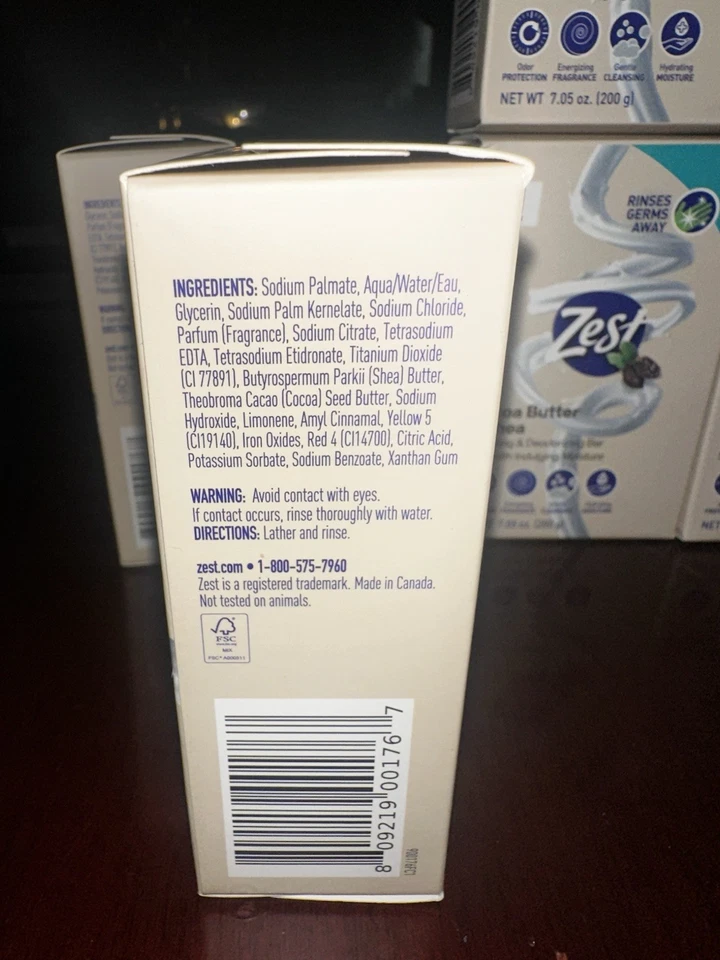 Odor PROTECTION
Energizing FRAGRANCE
Gentle CLEANSING
Hydrating MOISTURE
NET WT 7.05 oz. (200 g)
RINSES
GERMS
AWAY
Zest
oa Butter
ea
INGREDIENTS: Sodium Palmate, Aqua/Water/Eau,
Glycerin, Sodium Palm Kernelate, Sodium Chloride,
Parfum (Fragrance), Sodium Citrate, Tetrasodium
EDTA, Tetrasodium Etidronate, Titanium Dioxide
(CI 77891), Butyrospermum Parkii (Shea) Butter,
Theobroma Cacao (Cocoa) Seed Butter, Sodium
Hydroxide, Limonene, Amyl Cinnamal, Yellow 5
(CI19140), Iron Oxides, Red 4 (CI14700), Citric Acid,
Potassium Sorbate, Sodium Benzoate, Xanthan Gum
WARNING: Avoid contact with eyes.
If contact occurs, rinse thoroughly with water.
DIRECTIONS: Lather and rinse.
zest.com • 1-800-575-7960
Zest is a registered trademark. Made in Canada.
Not tested on animals.
FSC
MIX
8 09219 00176 7